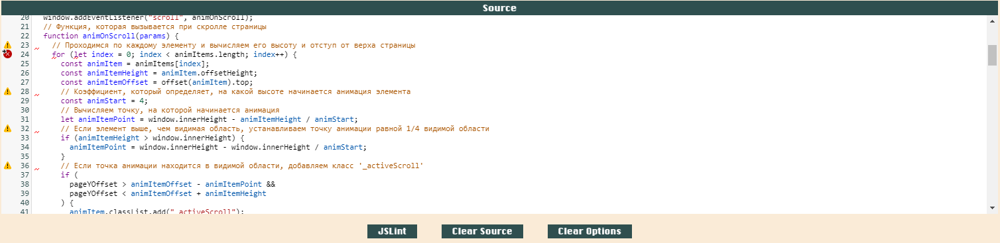 Source
20 window.addEventListener("scroll", animOnScroll);
21 // Функция, которая вызывается при скролле страницы
22 function animOnScroll(params) {
23 // Проходимся по каждому элементу и вычисляем его высоту и отступ от верха страницы
24 for (let index = 0; index < animItems.length; index++) {
25 const animItem = animItems[index];
26 const animItemHeight = animItem.offsetHeight;
27 const animItemOffset = offset(animItem).top;
28 // Коэффициент, который определяет, на какой высоте начинается анимация элемента
29 const animStart = 4;
30 // Вычисляем точку, на которой начинается анимация
31 let animItemPoint = window.innerHeight - animItemHeight / animStart;
32 // Если элемент выше, чем видимая область, устанавливаем точку анимации равной 1/4 видимой области
33 if (animItemHeight > window.innerHeight) {
34 animItemPoint = window.innerHeight - window.innerHeight / animStart;
35 }
36 // Если точка анимации находится в видимой области, добавляем класс '_activeScroll'
37 if (
38 pageYOffset > animItemOffset - animItemPoint &&
39 pageYOffset < animItemOffset + animItemHeight
40 ) {
41 animItem.classList.add("_activeScroll");
JSLint Clear Source Clear Options